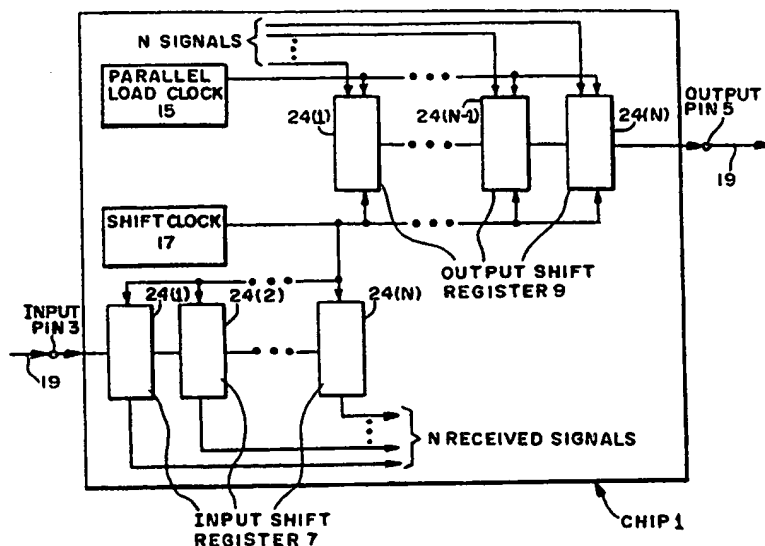 N SIGNALS
PARALLEL
LOAD CLOCK
15
24(1)
24(N-1)
24(N)
OUTPUT
PIN 5
19
SHIFT CLOCK
17
OUTPUT SHIFT
REGISTER 9
24(1)
24(2)
24(N)
INPUT
PIN 3
19
N RECEIVED SIGNALS
INPUT SHIFT
REGISTER 7
CHIP 1